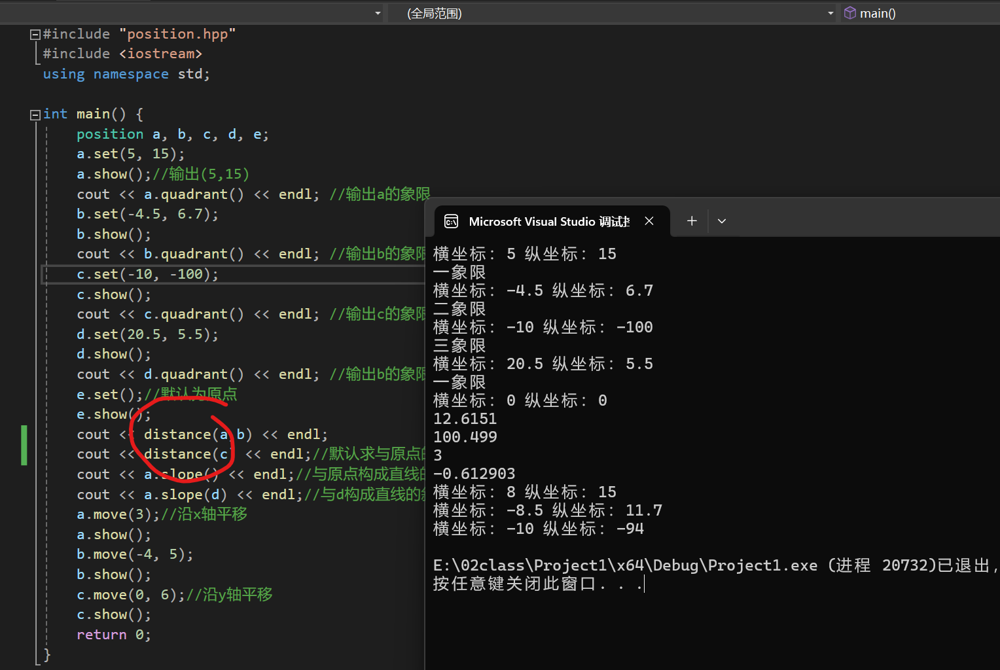 (全局范围)
main()
#include "position.hpp"
#include <iostream>
using namespace std;
int main() {
position a, b, c, d, e;
a.set(5, 15);
a.show();//输出(5,15)
cout << a.quadrant() << endl; //输出a的象限
b.set(-4.5, 6.7);
b.show();
cout << b.quadrant() << endl; //输出b的象限
c.set(-10, -100);
c.show();
cout << c.quadrant() << endl; //输出c的象限
d.set(20.5, 5.5);
d.show();
cout << d.quadrant() << endl; //输出b的象限
e.set();//默认为原点
e.show();
cout << distance(a,b) << endl;
cout << distance(c) << endl;//默认求与原点的
cout << a.slope() << endl;//与原点构成直线的
cout << a.slope(d) << endl;//与d构成直线的斜
a.move(3);//沿x轴平移
a.show();
b.move(-4, 5);
b.show();
c.move(0, 6);//沿y轴平移
c.show();
return 0;
}
Microsoft Visual Studio 调试
横坐标: 5 纵坐标: 15
一象限
横坐标: -4.5 纵坐标: 6.7
二象限
横坐标: -10 纵坐标: -100
三象限
横坐标: 20.5 纵坐标: 5.5
一象限
横坐标: 0 纵坐标: 0
12.6151
100.499
3
-0.612903
横坐标: 8 纵坐标: 15
横坐标: -8.5 纵坐标: 11.7
横坐标: -10 纵坐标: -94
E:\02class\Project1\x64\Debug\Project1.exe (进程 20732)已退出,
按任意键关闭此窗口. . .